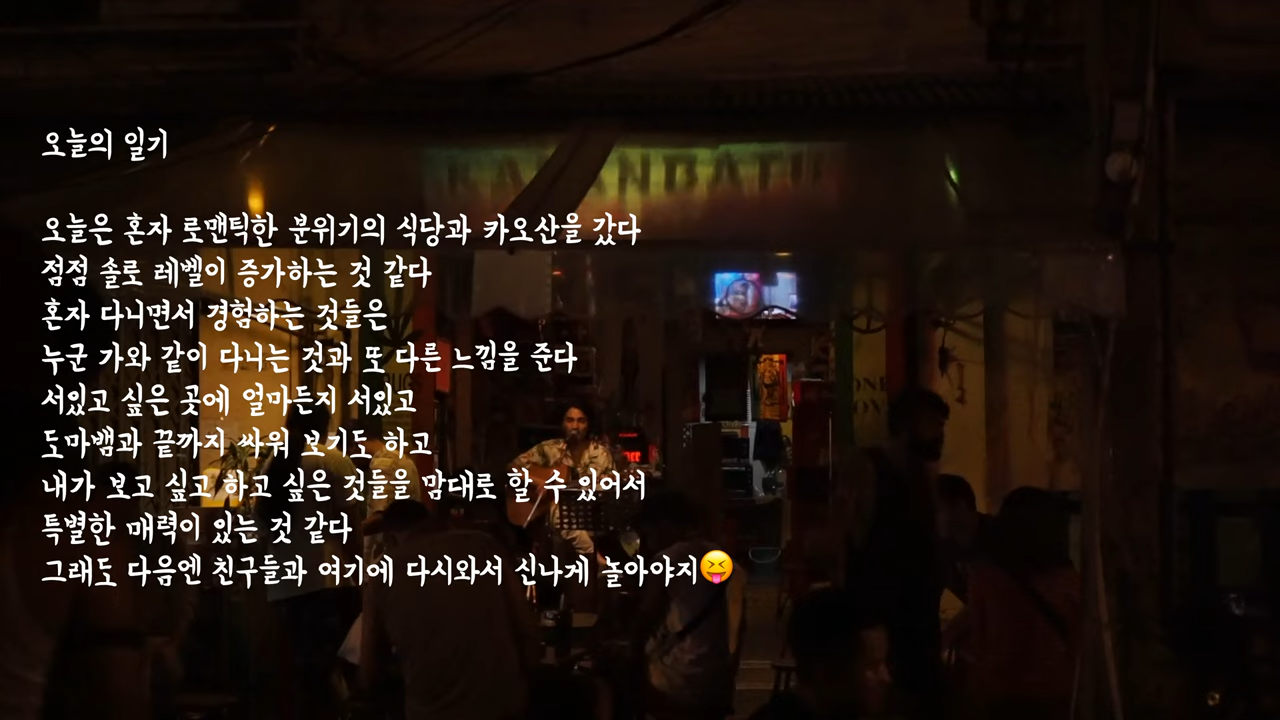 오늘의 일기
오늘은 혼자 로맨틱한 분위기의 식당과 카오산을 갔다
점점 솔로 레벨이 증가하는 것 같다
혼자 다니면서 경험하는 것들은
누군 가와 같이 다니는 것과 또 다른 느낌을 준다
서있고 싶은 곳에 얼마든지 서있고
도마뱀과 끝까지 싸워 보기도 하고
내가 보고 싶고 하고 싶은 것들을 맘대로 할 수 있어서
특별한 매력이 있는 것 같다
그래도 다음엔 친구들과 여기에 다시와서 신나게 놀아야지😝